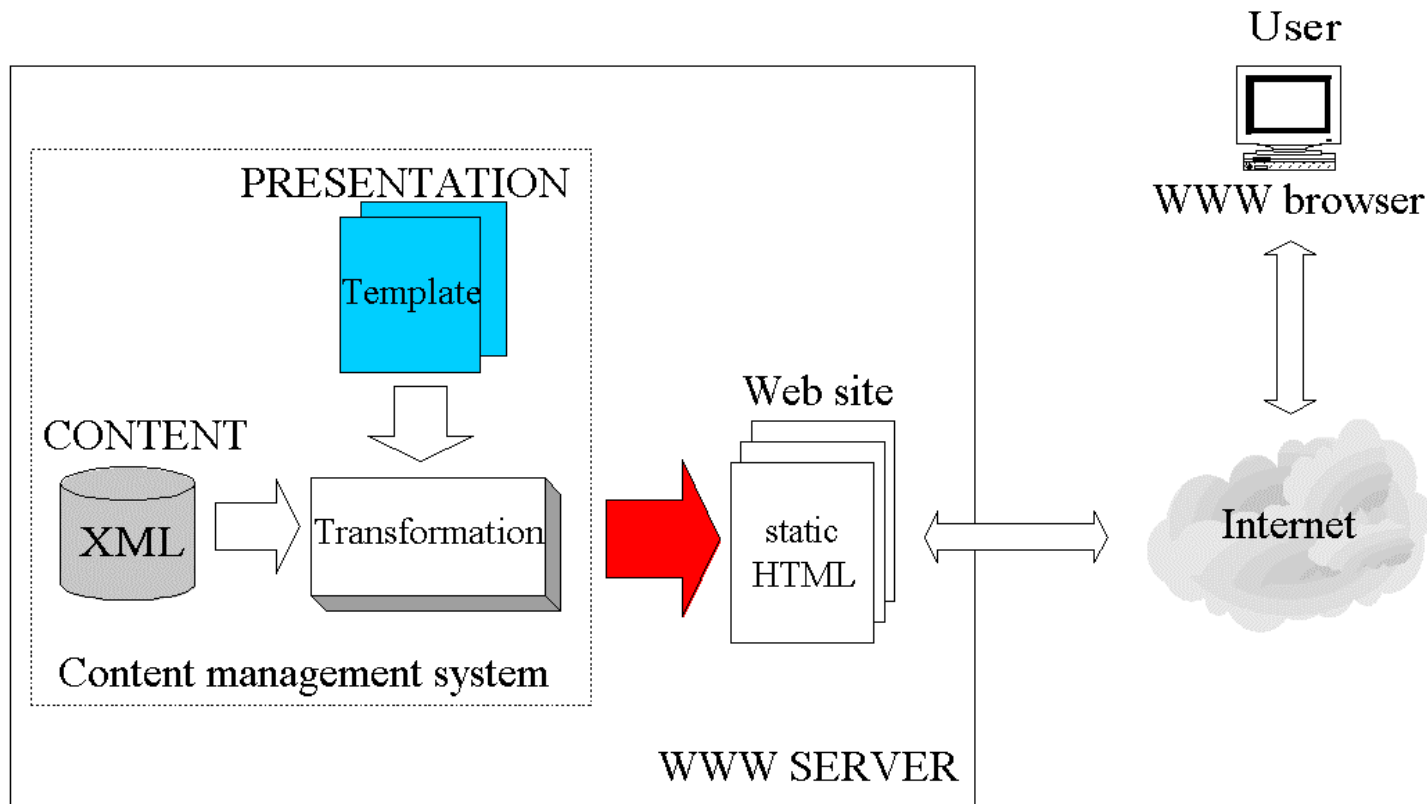 User
WWW browser
PRESENTATION
Template
CONTENT
XML
Transformation
Content management system
Web site
static
HTML
Internet
WWW SERVER